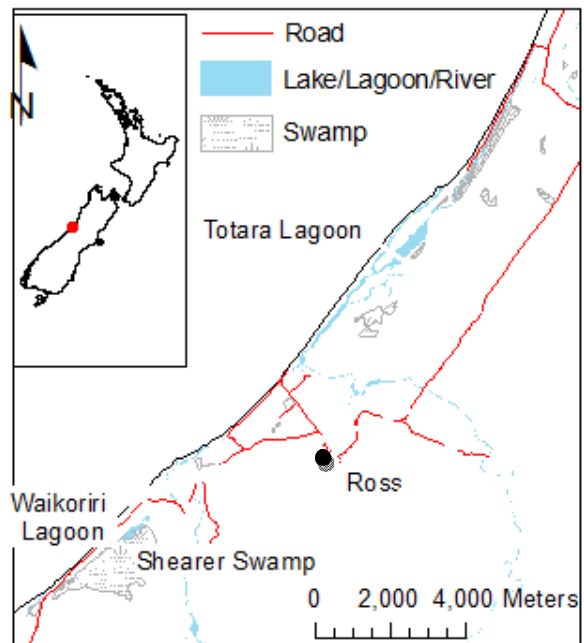 N
Road
Lake/Lagoon/River
Swamp
Totara Lagoon
Ross
Waikoriri
Lagoon
Shearer Swamp
0 2,000 4,000 Meters